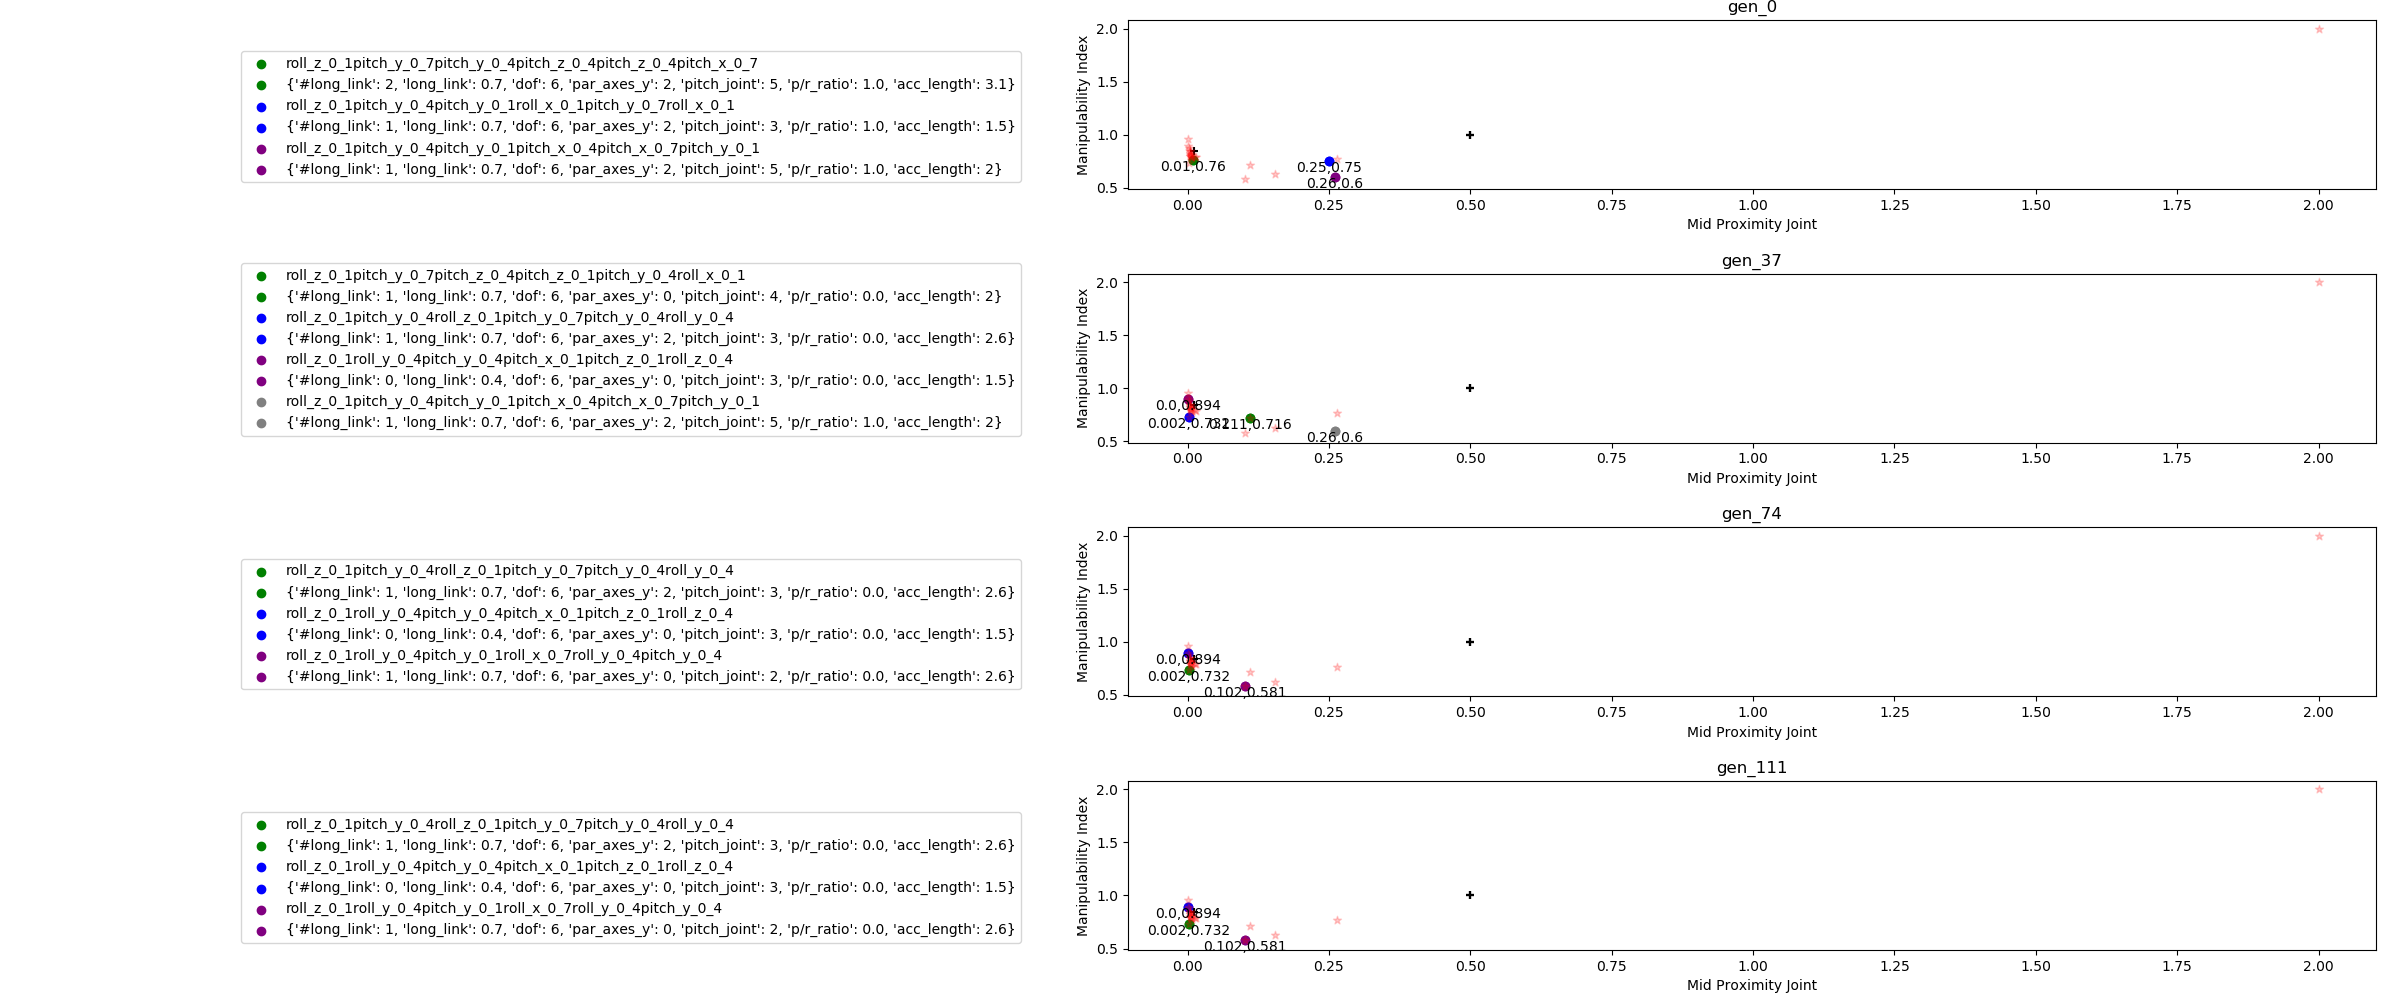 gen_0
roll_z_0_1pitch_y_0_7pitch_y_0_4pitch_z_0_4pitch_z_0_4pitch_x_0_7
{'#long_link': 2, 'long_link': 0.7, 'dof': 6, 'par_axes_y': 2, 'pitch_joint': 5, 'p/r_ratio': 1.0, 'acc_length': 3.1}
roll_z_0_1pitch_y_0_4pitch_y_0_1roll_x_0_1pitch_y_0_7roll_x_0_1
{'#long_link': 1, 'long_link': 0.7, 'dof': 6, 'par_axes_y': 2, 'pitch_joint': 3, 'p/r_ratio': 1.0, 'acc_length': 1.5}
roll_z_0_1pitch_y_0_4pitch_y_0_1pitch_x_0_4pitch_x_0_7pitch_y_0_1
{'#long_link': 1, 'long_link': 0.7, 'dof': 6, 'par_axes_y': 2, 'pitch_joint': 5, 'p/r_ratio': 1.0, 'acc_length': 2}
Manipulability Index
2.0
1.5
1.0
0.5
0.01,0.76
0.25,0.75
0.26,0.6
0.00 0.25 0.50 0.75 1.00 1.25 1.50 1.75 2.00
Mid Proximity Joint
gen_37
roll_z_0_1pitch_y_0_7pitch_z_0_4pitch_z_0_1pitch_y_0_4roll_x_0_1
{'#long_link': 1, 'long_link': 0.7, 'dof': 6, 'par_axes_y': 0, 'pitch_joint': 4, 'p/r_ratio': 0.0, 'acc_length': 2}
roll_z_0_1pitch_y_0_4roll_z_0_1pitch_y_0_7pitch_y_0_4roll_y_0_4
{'#long_link': 1, 'long_link': 0.7, 'dof': 6, 'par_axes_y': 2, 'pitch_joint': 3, 'p/r_ratio': 0.0, 'acc_length': 2.6}
roll_z_0_1roll_y_0_4pitch_y_0_4pitch_x_0_1pitch_z_0_1roll_z_0_4
{'#long_link': 0, 'long_link': 0.4, 'dof': 6, 'par_axes_y': 0, 'pitch_joint': 3, 'p/r_ratio': 0.0, 'acc_length': 1.5}
roll_z_0_1pitch_y_0_4pitch_y_0_1pitch_x_0_4pitch_x_0_7pitch_y_0_1
{'#long_link': 1, 'long_link': 0.7, 'dof': 6, 'par_axes_y': 2, 'pitch_joint': 5, 'p/r_ratio': 1.0, 'acc_length': 2}
Manipulability Index
2.0
1.5
1.0
0.5
0.0,0.894
0.26,0.6
0.00 0.25 0.50 0.75 1.00 1.25 1.50 1.75 2.00
Mid Proximity Joint
gen_74
roll_z_0_1pitch_y_0_4roll_z_0_1pitch_y_0_7pitch_y_0_4roll_y_0_4
{'#long_link': 1, 'long_link': 0.7, 'dof': 6, 'par_axes_y': 2, 'pitch_joint': 3, 'p/r_ratio': 0.0, 'acc_length': 2.6}
roll_z_0_1roll_y_0_4pitch_y_0_4pitch_x_0_1pitch_z_0_1roll_z_0_4
{'#long_link': 0, 'long_link': 0.4, 'dof': 6, 'par_axes_y': 0, 'pitch_joint': 3, 'p/r_ratio': 0.0, 'acc_length': 1.5}
roll_z_0_1roll_y_0_4pitch_y_0_1roll_x_0_7roll_y_0_4pitch_y_0_4
{'#long_link': 1, 'long_link': 0.7, 'dof': 6, 'par_axes_y': 0, 'pitch_joint': 2, 'p/r_ratio': 0.0, 'acc_length': 2.6}
Manipulability Index
2.0
1.5
1.0
0.5
0.0,0.894
0.002,0.732
0.102,0.581
0.00 0.25 0.50 0.75 1.00 1.25 1.50 1.75 2.00
Mid Proximity Joint
gen_111
roll_z_0_1pitch_y_0_4roll_z_0_1pitch_y_0_7pitch_y_0_4roll_y_0_4
{'#long_link': 1, 'long_link': 0.7, 'dof': 6, 'par_axes_y': 2, 'pitch_joint': 3, 'p/r_ratio': 0.0, 'acc_length': 2.6}
roll_z_0_1roll_y_0_4pitch_y_0_4pitch_x_0_1pitch_z_0_1roll_z_0_4
{'#long_link': 0, 'long_link': 0.4, 'dof': 6, 'par_axes_y': 0, 'pitch_joint': 3, 'p/r_ratio': 0.0, 'acc_length': 1.5}
roll_z_0_1roll_y_0_4pitch_y_0_1roll_x_0_7roll_y_0_4pitch_y_0_4
{'#long_link': 1, 'long_link': 0.7, 'dof': 6, 'par_axes_y': 0, 'pitch_joint': 2, 'p/r_ratio': 0.0, 'acc_length': 2.6}
Manipulability Index
2.0
1.5
1.0
0.5
0.0,0.894
0.002,0.732
0.102,0.581
0.00 0.25 0.50 0.75 1.00 1.25 1.50 1.75 2.00
Mid Proximity Joint